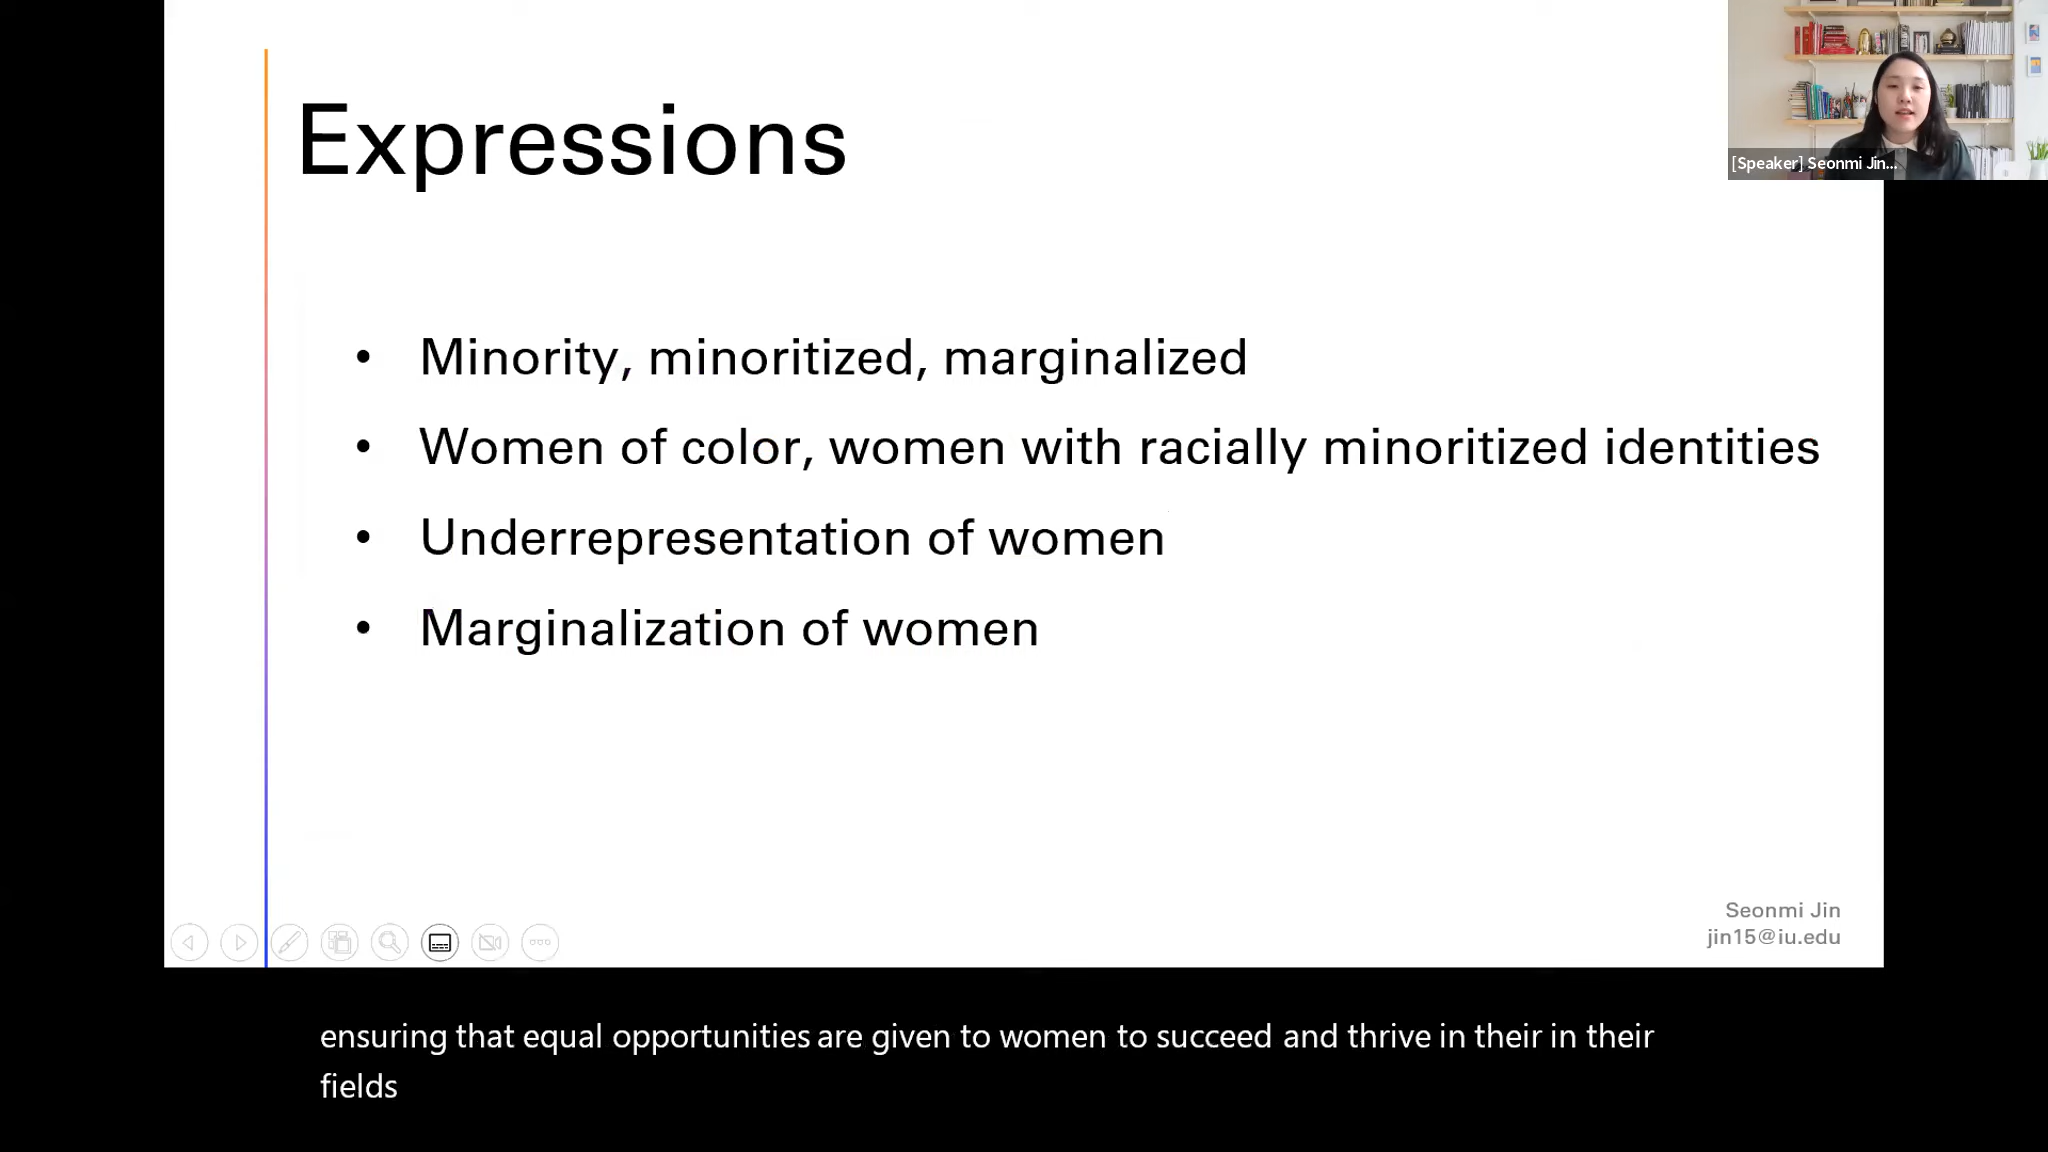 Expressions
[Speaker] Seonmi Jin...
• Minority, minoritized, marginalized
• Women of color, women with racially minoritized identities
• Underrepresentation of women
• Marginalization of women
Seonmi Jin
jin15@iu.edu
ensuring that equal opportunities are given to women to succeed and thrive in their in their
fields